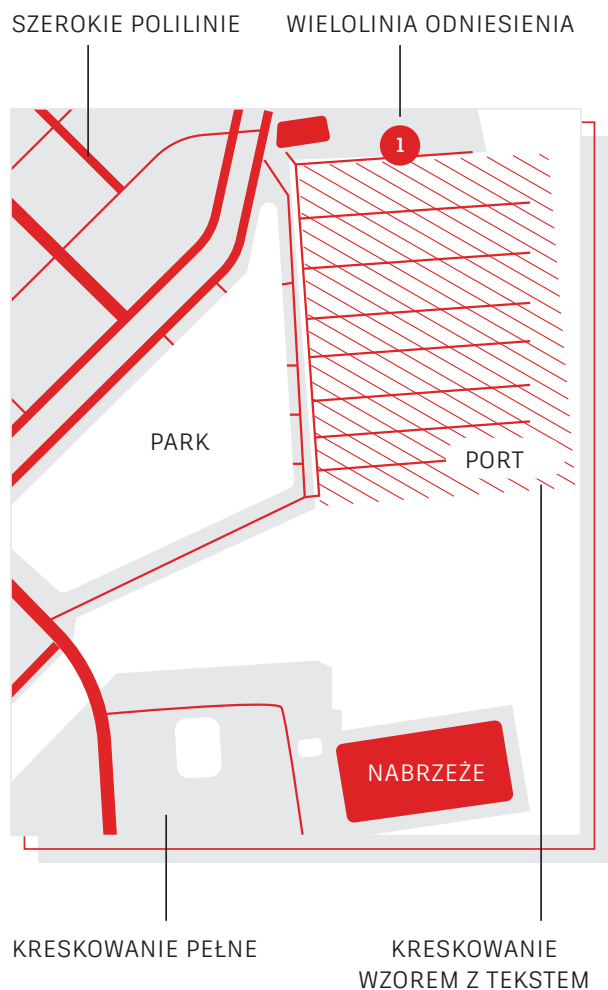 SZEROKIE POLILINIE
WIELOLINIA ODNIESIENIA
1
PARK
PORT
NABRZEŻE
KRESKOWANIE PEŁNE
KRESKOWANIE
WZOREM Z TEKSTEM